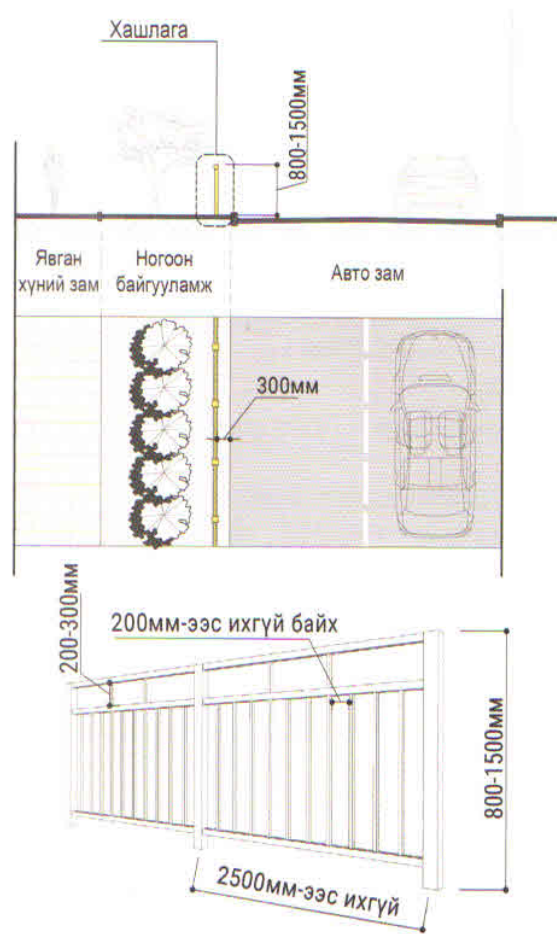 Хашлага
800-1500мм
Явган
хүний зам
Ногоон
байгууламж
Авто зам
300мм
200-300мм
200мм-ээс ихгүй байх
800-1500мм
2500мм-ээс ихгүй